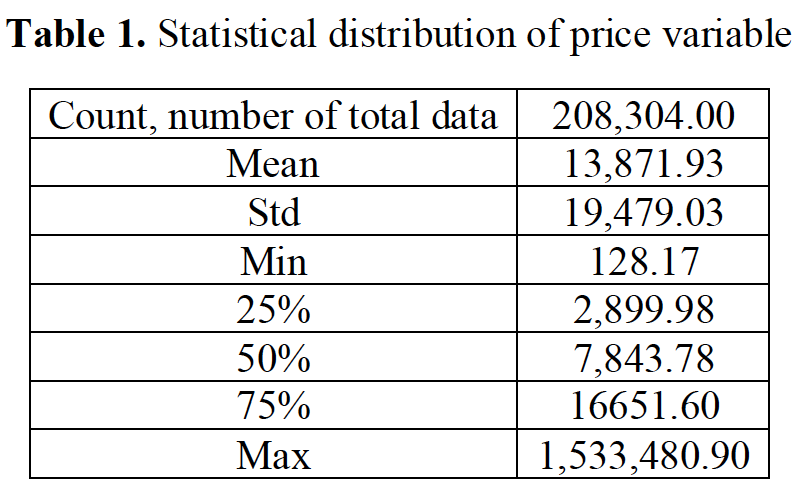 Table 1. Statistical distribution of price variable
Count, number of total data 208,304.00
Mean 13,871.93
Std 19,479.03
Min 128.17
25% 2,899.98
50% 7,843.78
75% 16651.60
Max 1,533,480.90